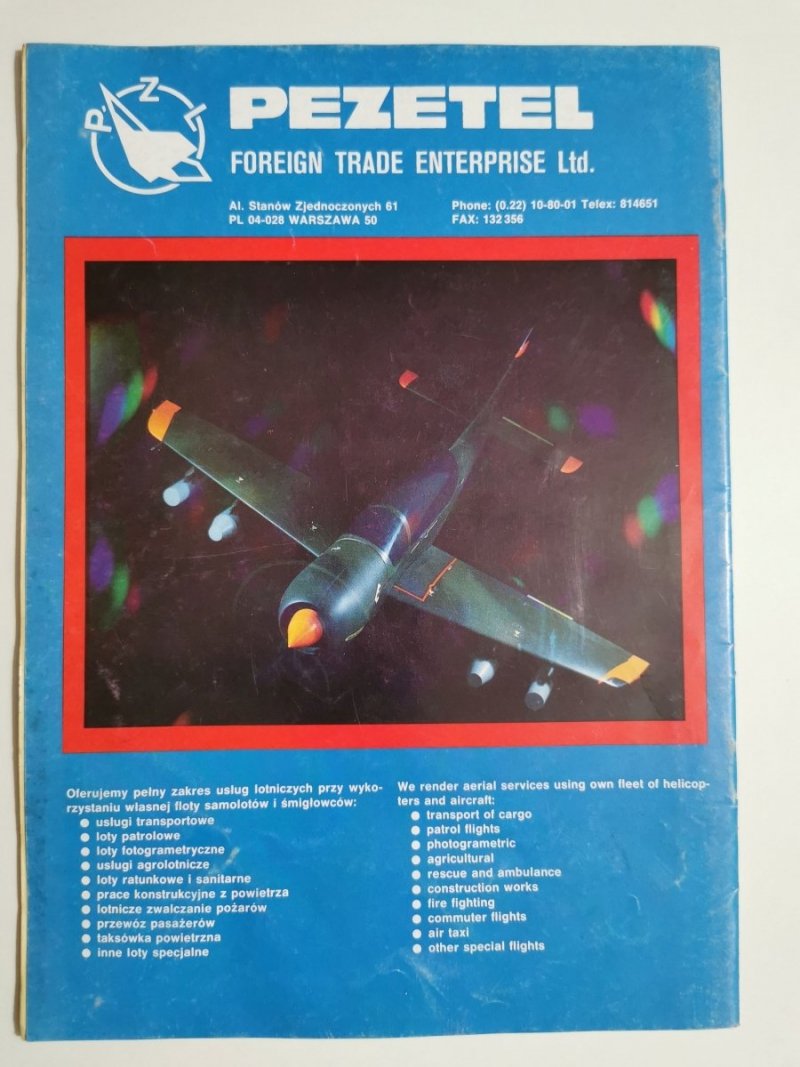 PZL
PEZETEL
FOREIGN TRADE ENTERPRISE Ltd.
Al. Stanów Zjednoczonych 61
PL 04-028 WARSZAWA 50
Phone: (0.22) 10-80-01 Telex: 814651
FAX: 132 356
Oferujemy pełny zakres usług lotniczych przy wyko-
rzystaniu własnej floty samolotów i śmigłowców:
● usługi transportowe
● loty patrolowe
● loty fotogrametryczne
● usługi agrolotnicze
● loty ratunkowe i sanitarne
● prace konstrukcyjne z powietrza
● lotnicze zwalczanie pożarów
● przewóz pasażerów
● taksówka powietrzna
● inne loty specjalne
We render aerial services using own fleet of helicop-
ters and aircraft:
● transport of cargo
● patrol flights
● photogrametric
● agricultural
● rescue and ambulance
● construction works
● fire fighting
● commuter flights
● air taxi
● other special flights